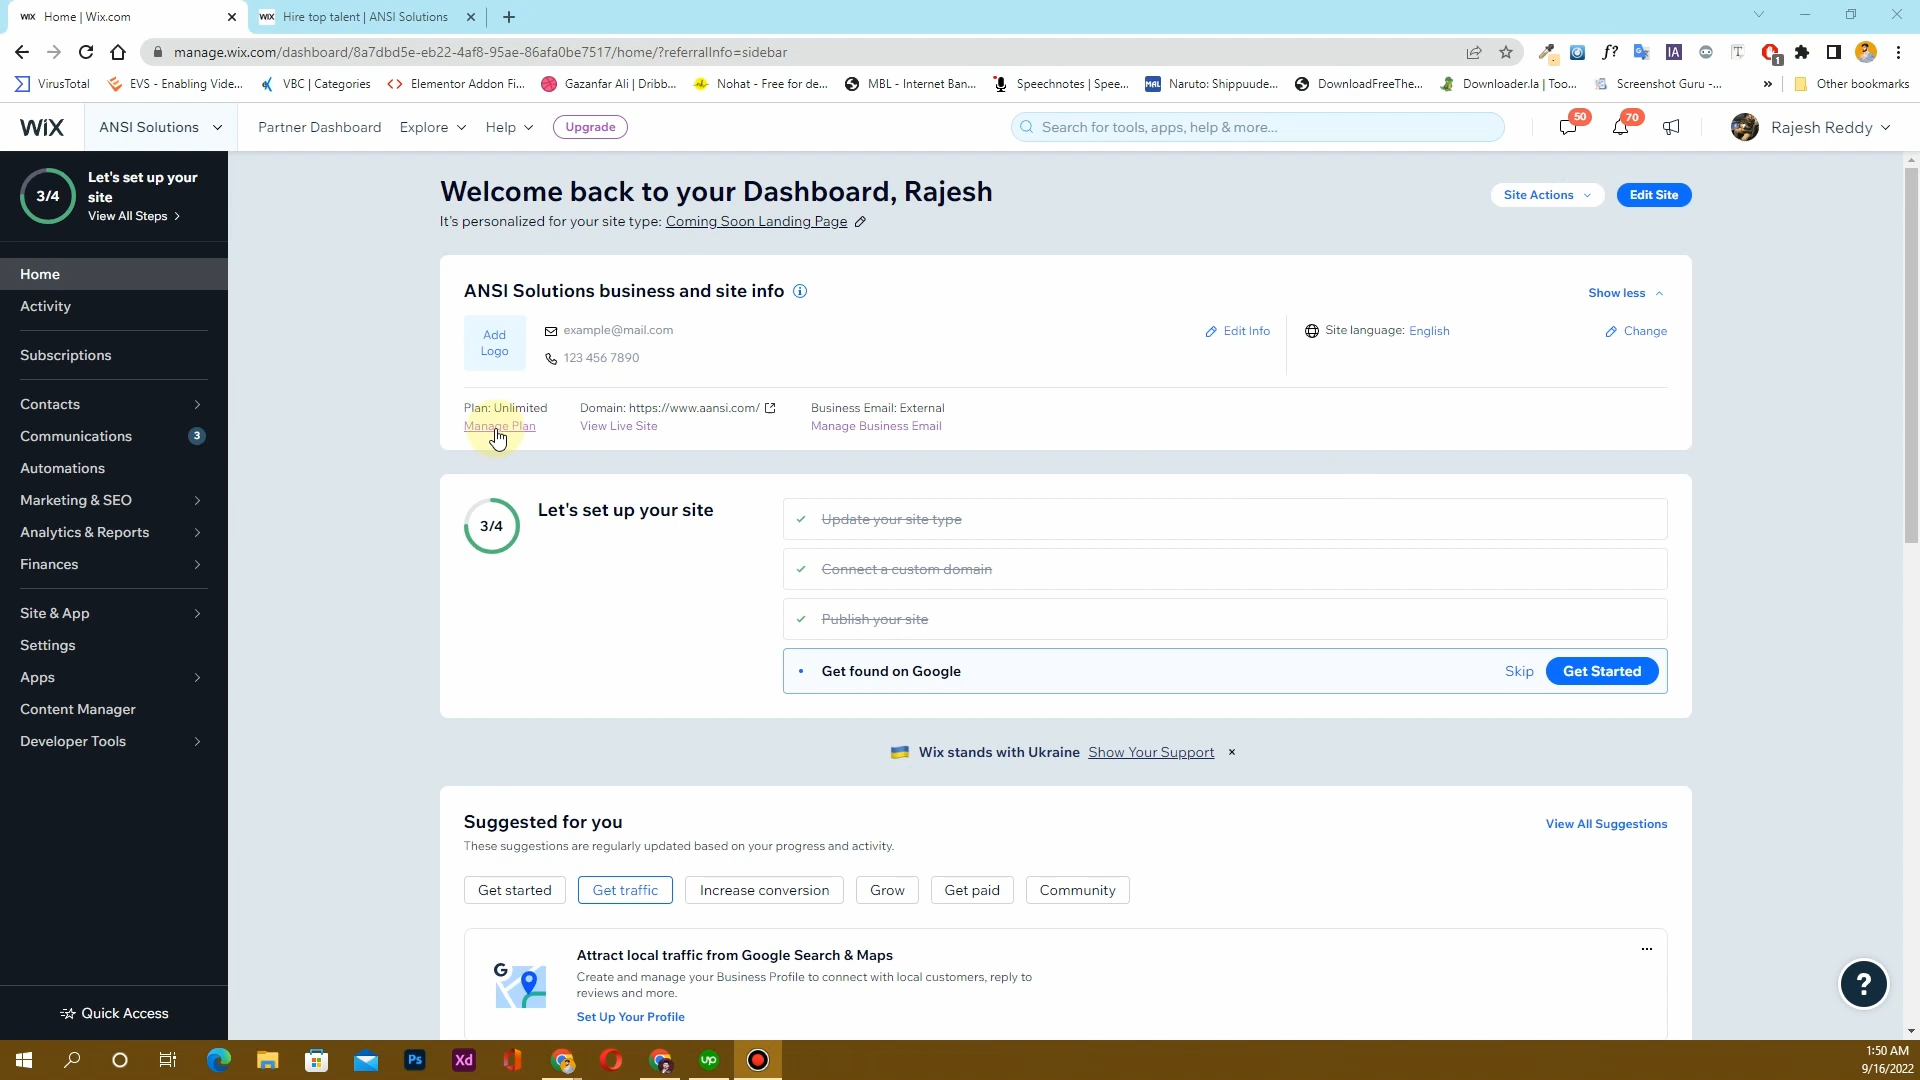 WIX Home | Wix.com
WIX Hire top talent | ANSI Solutions
manage.wix.com/dashboard/8a7dbd5e-eb22-4af8-95ae-86afa0be7517/home/?referralInfo=sidebar
f?
IA
T
1
VirusTotal
EVS - Enabling Vide...
VBC | Categories
Elementor Addon Fi...
Gazanfar Ali | Dribb...
Nohat - Free for de...
MBL - Internet Ban...
Speechnotes | Spee...
MAL Naruto: Shippuude...
DownloadFreeThe...
Downloader.la | Too...
Screenshot Guru -...
»
Other bookmarks
WIX
ANSI Solutions
Partner Dashboard
Explore
Help
Upgrade
Search for tools, apps, help & more...
50
70
Rajesh Reddy
3/4
Let's set up your
site
View All Steps
Home
Activity
Subscriptions
Contacts
Communications 3
Automations
Marketing & SEO
Analytics & Reports
Finances
Site & App
Settings
Apps
Content Manager
Developer Tools
Quick Access
Welcome back to your Dashboard, Rajesh
It's personalized for your site type: Coming Soon Landing Page
Site Actions
Edit Site
ANSI Solutions business and site info
Show less
Add
Logo
example@mail.com
123 456 7890
Edit Info
Site language: English
Change
Plan: Unlimited
Manage Plan
Domain: https://www.aansi.com/
View Live Site
Business Email: External
Manage Business Email
3/4
Let's set up your site
Update your site type
Connect a custom domain
Publish your site
Get found on Google
Skip
Get Started
Wix stands with Ukraine Show Your Support ×
Suggested for you
These suggestions are regularly updated based on your progress and activity.
View All Suggestions
Get started
Get traffic
Increase conversion
Grow
Get paid
Community
G
Attract local traffic from Google Search & Maps
Create and manage your Business Profile to connect with local customers, reply to
reviews and more.
Set Up Your Profile
...
?
Ps
Xd
up
1:50 AM
9/16/2022